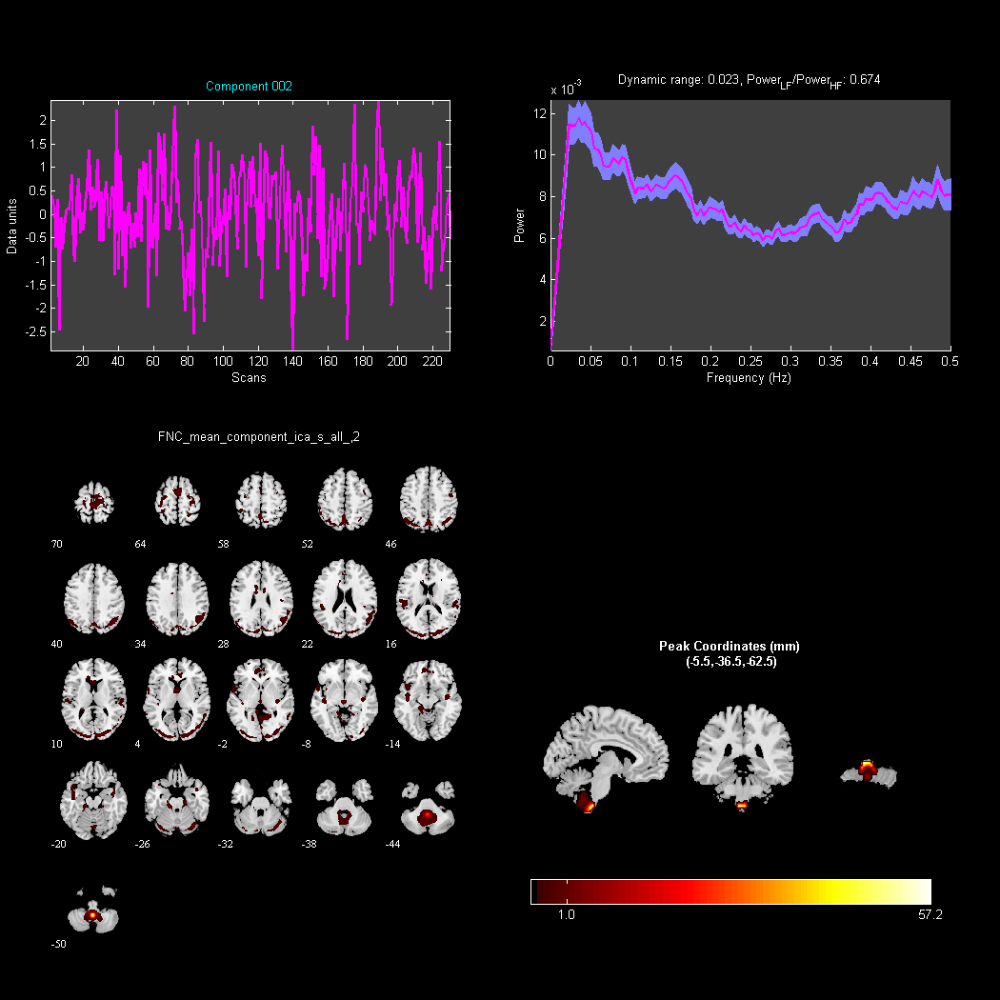 Component 002
2
1.5
1
0.5
0
-0.5
-1
-1.5
-2
-2.5
Data units
20 40 60 80 100 120 140 160 180 200 220
Scans
Dynamic range: 0.023, PowerLF/PowerHF: 0.674
x 10-3
12
10
8
6
4
2
Power
0 0.05 0.1 0.15 0.2 0.25 0.3 0.35 0.4 0.45 0.5
Frequency (Hz)
FNC_mean_component_ica_s_all_,2
70 64 58 52 46
40 34 28 22 16
10 4 -2 -8 -14
-20 -26 -32 -38 -44
-50
Peak Coordinates (mm)
(-5.5,-36.5,-62.5)
1.0 57.2